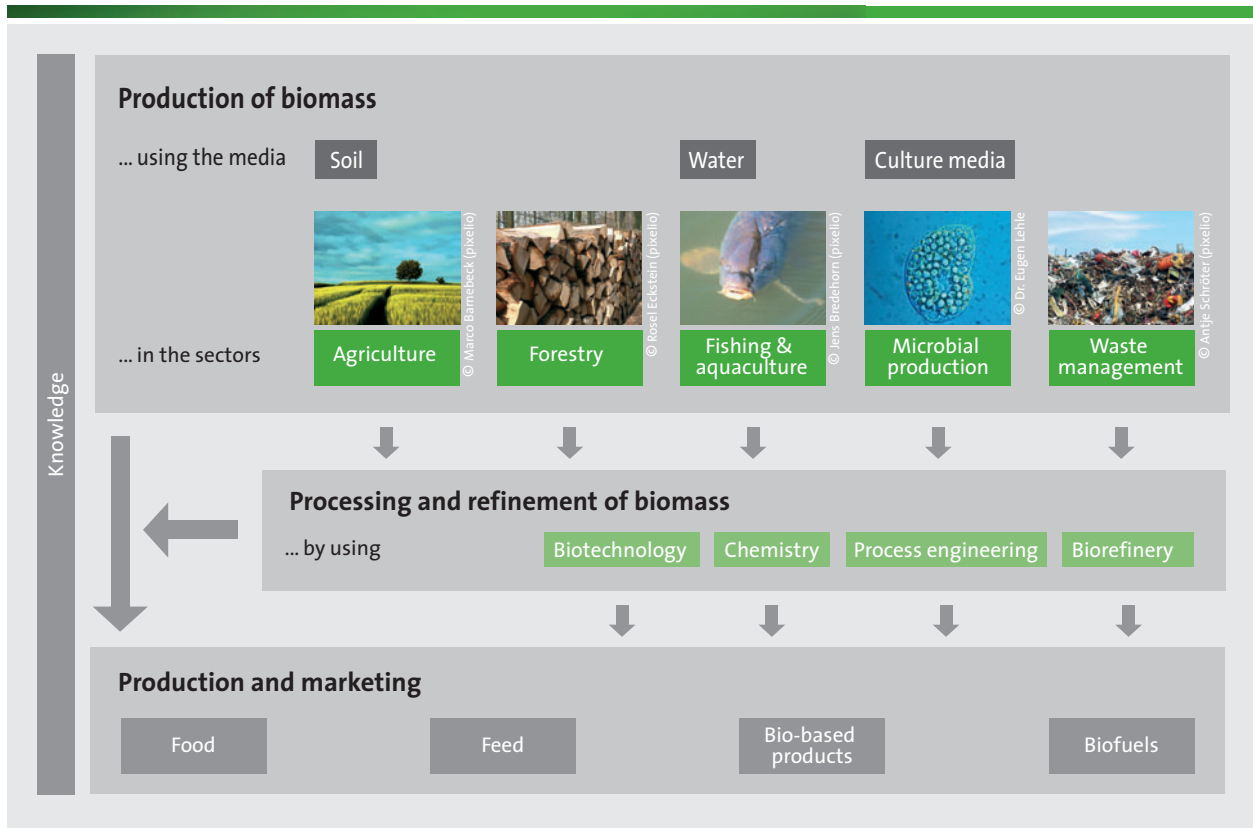 Knowledge
Production of biomass
... using the media
Soil
Water
Culture media
© Marco Barnebeck (pixelio)
© Rosel Eckstein (pixelio)
© Jens Bredehorn (pixelio)
© Dr. Eugen Lehle
© Antje Schröter (pixelio)
... in the sectors
Agriculture
Forestry
Fishing &
aquaculture
Microbial
production
Waste
management
Processing and refinement of biomass
... by using
Biotechnology
Chemistry
Process engineering
Biorefinery
Production and marketing
Food
Feed
Bio-based
products
Biofuels